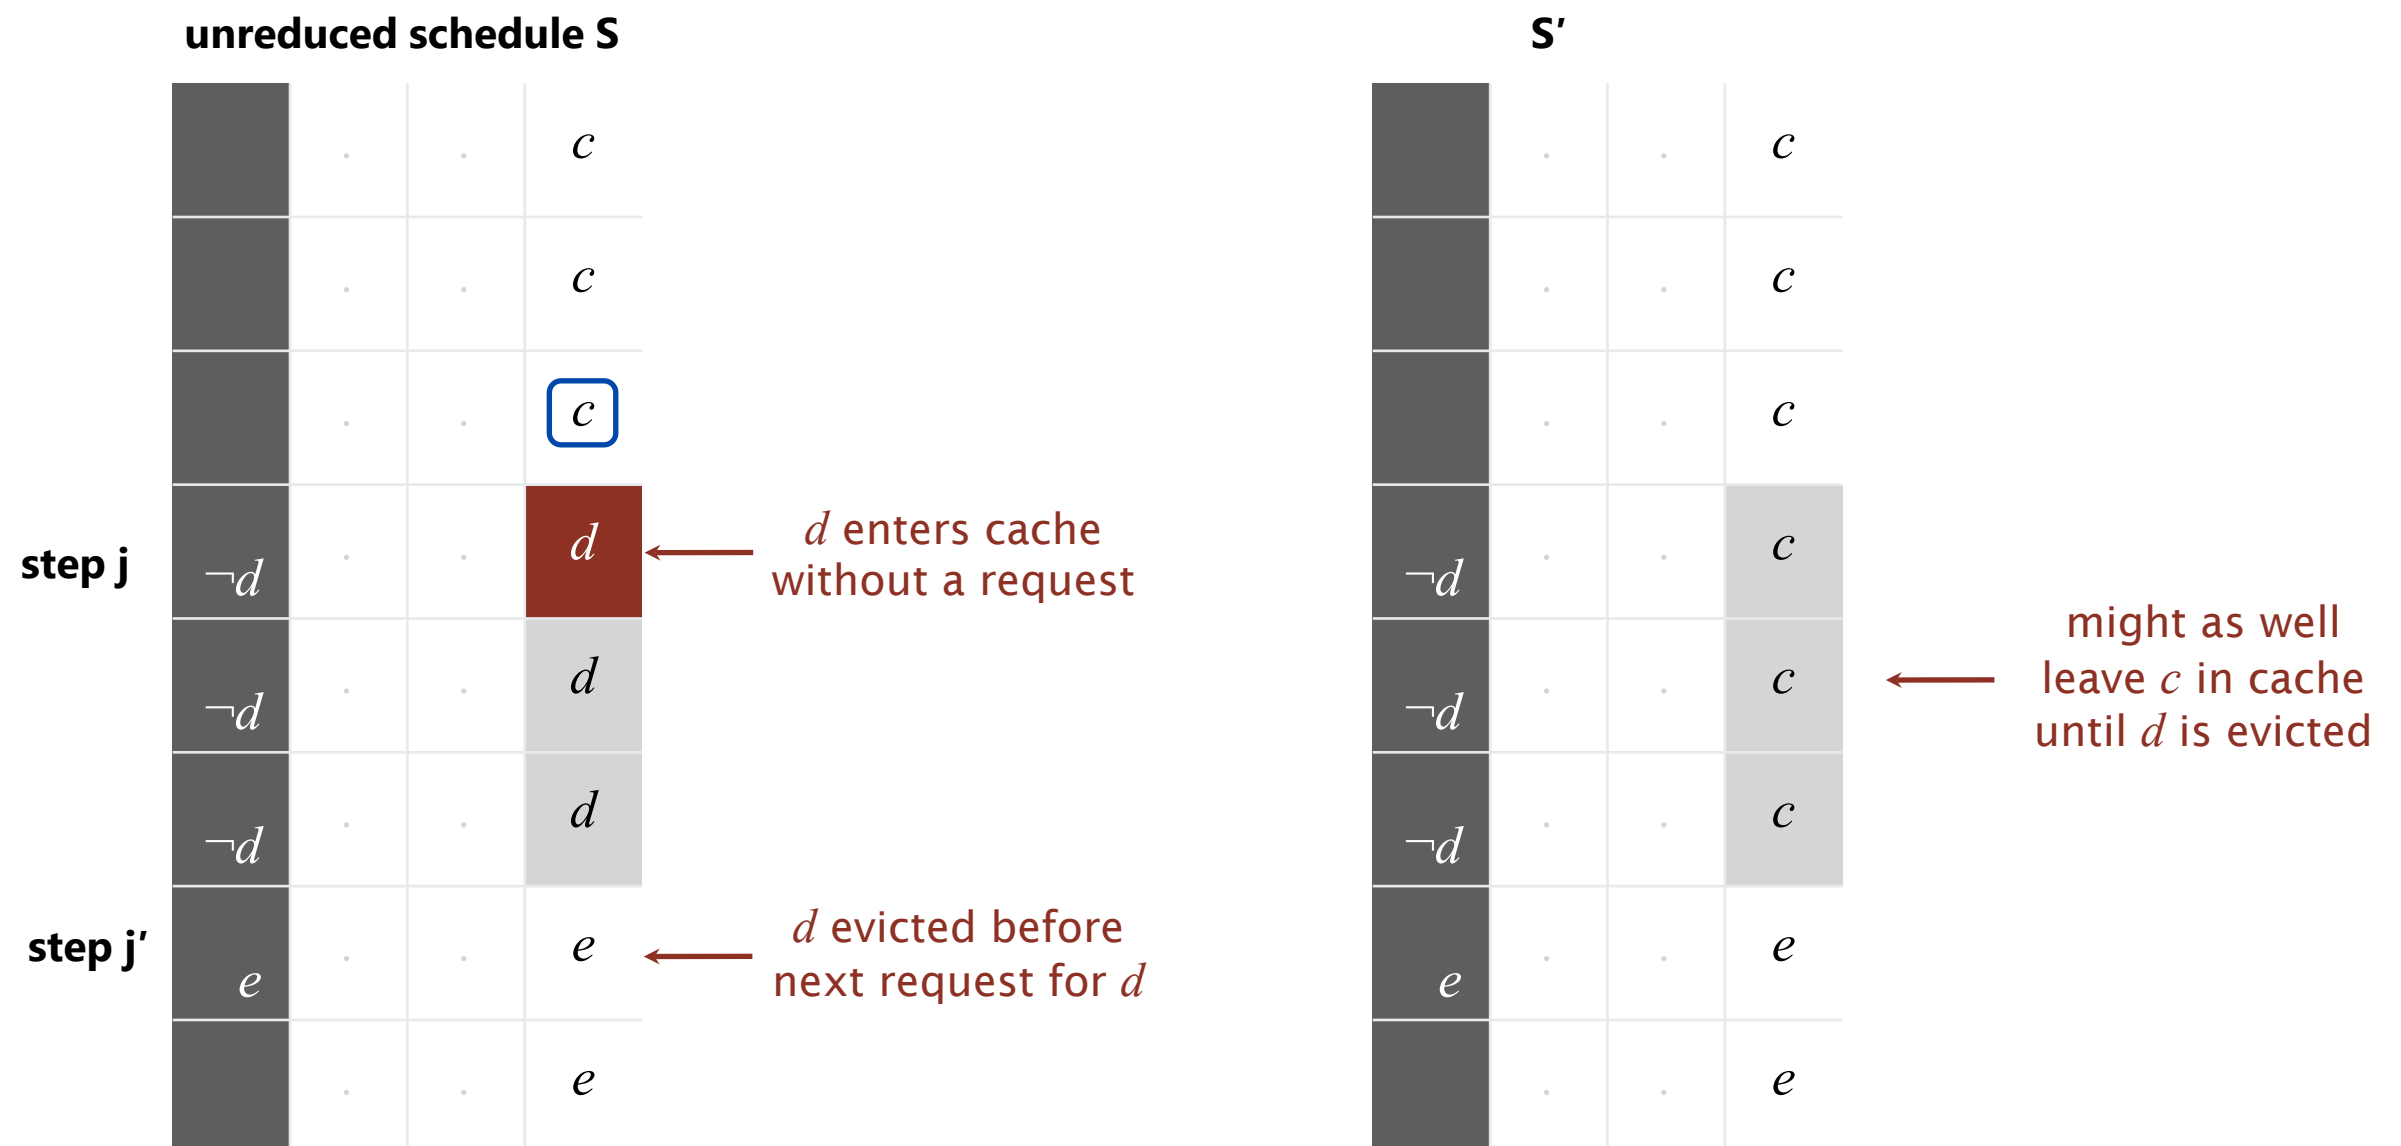 unreduced schedule S
S′
c
c
c
c
c
c
step j
¬d
d
d enters cache
without a request
¬d
c
¬d
d
¬d
c
might as well
leave c in cache
until d is evicted
¬d
d
¬d
c
step j′
e
e
d evicted before
next request for d
e
e
e
e